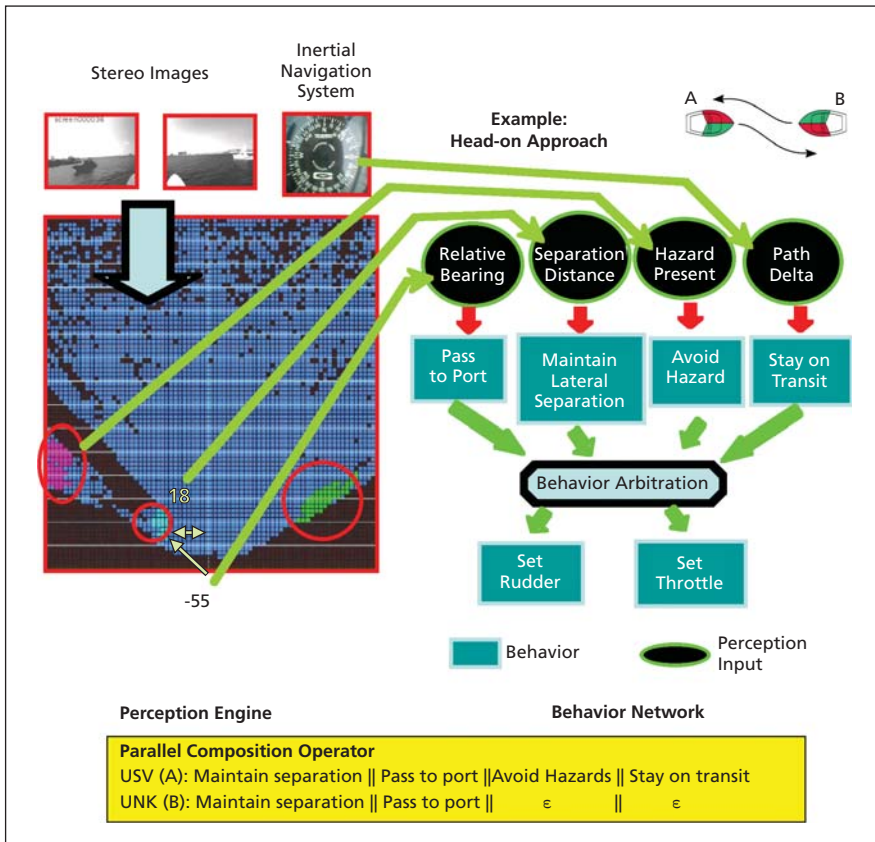 Stereo Images
Inertial
Navigation
System
Example:
Head-on Approach
A
B
Relative
Bearing
Separation
Distance
Hazard
Present
Path
Delta
Pass
to Port
Maintain
Lateral
Separation
Avoid
Hazard
Stay on
Transit
18
-55
Behavior Arbitration
Set
Rudder
Set
Throttle
Behavior
Perception
Input
Perception Engine
Behavior Network
Parallel Composition Operator
USV (A): Maintain separation || Pass to port ||Avoid Hazards || Stay on transit
UNK (B): Maintain separation || Pass to port || ε || ε